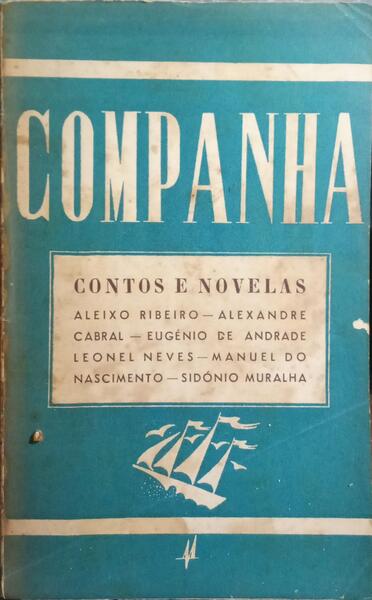 COMPANHA
CONTOS E NOVELAS
ALEIXO RIBEIRO — ALEXANDRE
CABRAL — EUGÉNIO DE ANDRADE
LEONEL NEVES — MANUEL DO
NASCIMENTO — SIDÓNIO MURALHA